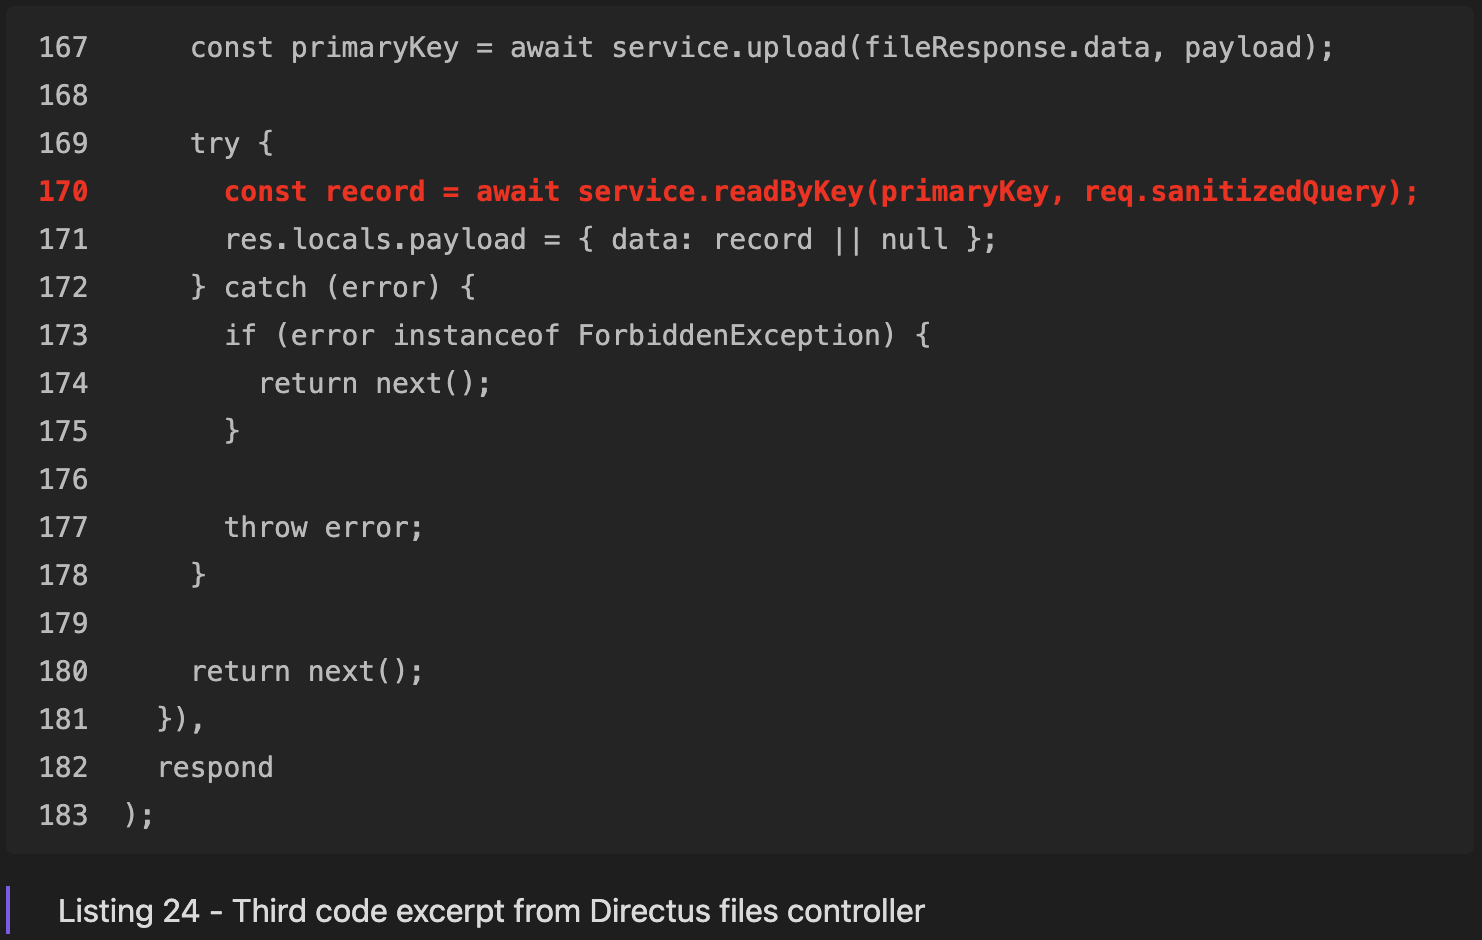 167      const primaryKey = await service.upload(fileResponse.data, payload);
168
169      try {
170        const record = await service.readByKey(primaryKey, req.sanitizedQuery);
171        res.locals.payload = { data: record || null };
172      } catch (error) {
173        if (error instanceof ForbiddenException) {
174          return next();
175        }
176
177        throw error;
178      }
179
180      return next();
181    }),
182    respond
183  );
Listing 24 - Third code excerpt from Directus files controller